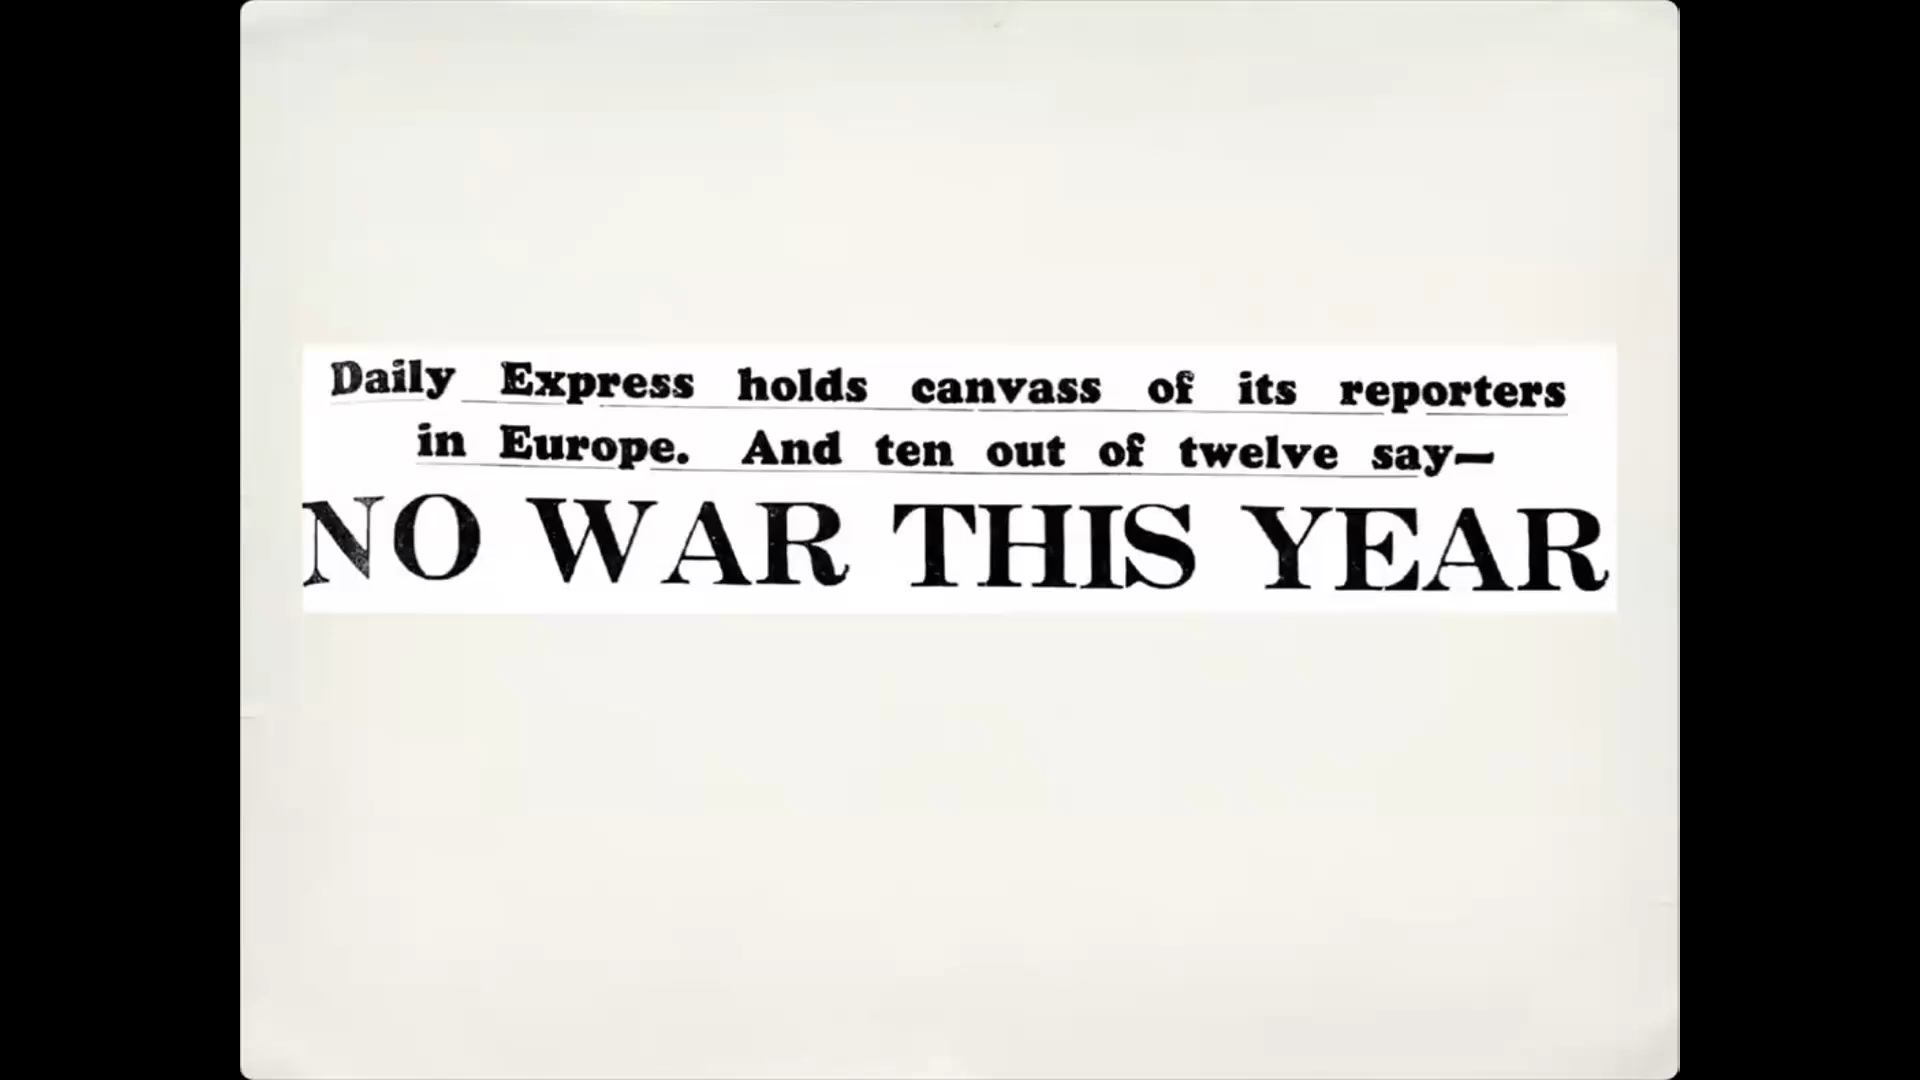 Daily Express holds canvass of its reporters
in Europe. And ten out of twelve say—
NO WAR THIS YEAR